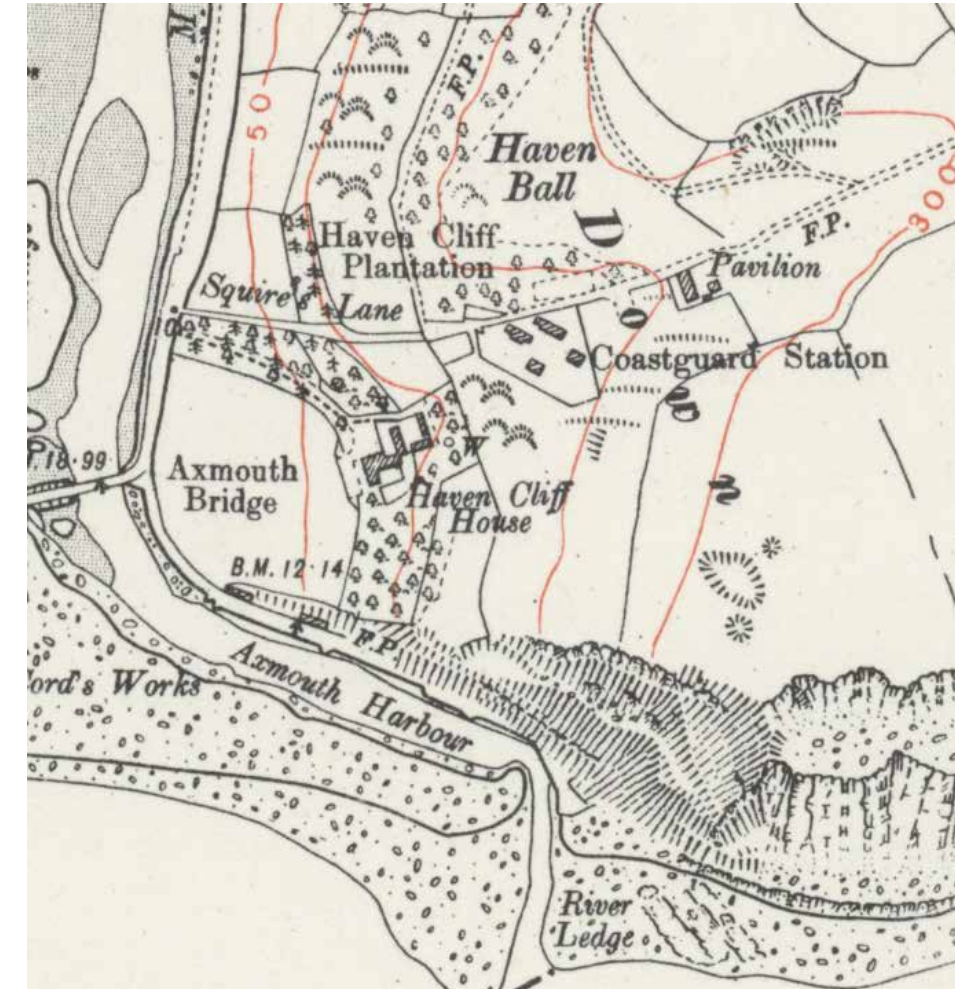 M
50
F.P.
Haven
Ball
300
F.P.
Haven Cliff
Plantation
Pavilion
Squire's Lane
D o w n
Coastguard Station
18·99
Axmouth
Bridge
W
Haven Cliff
House
B.M. 12·14
F.P.
Axmouth Harbour
ord's Works
River
Ledge